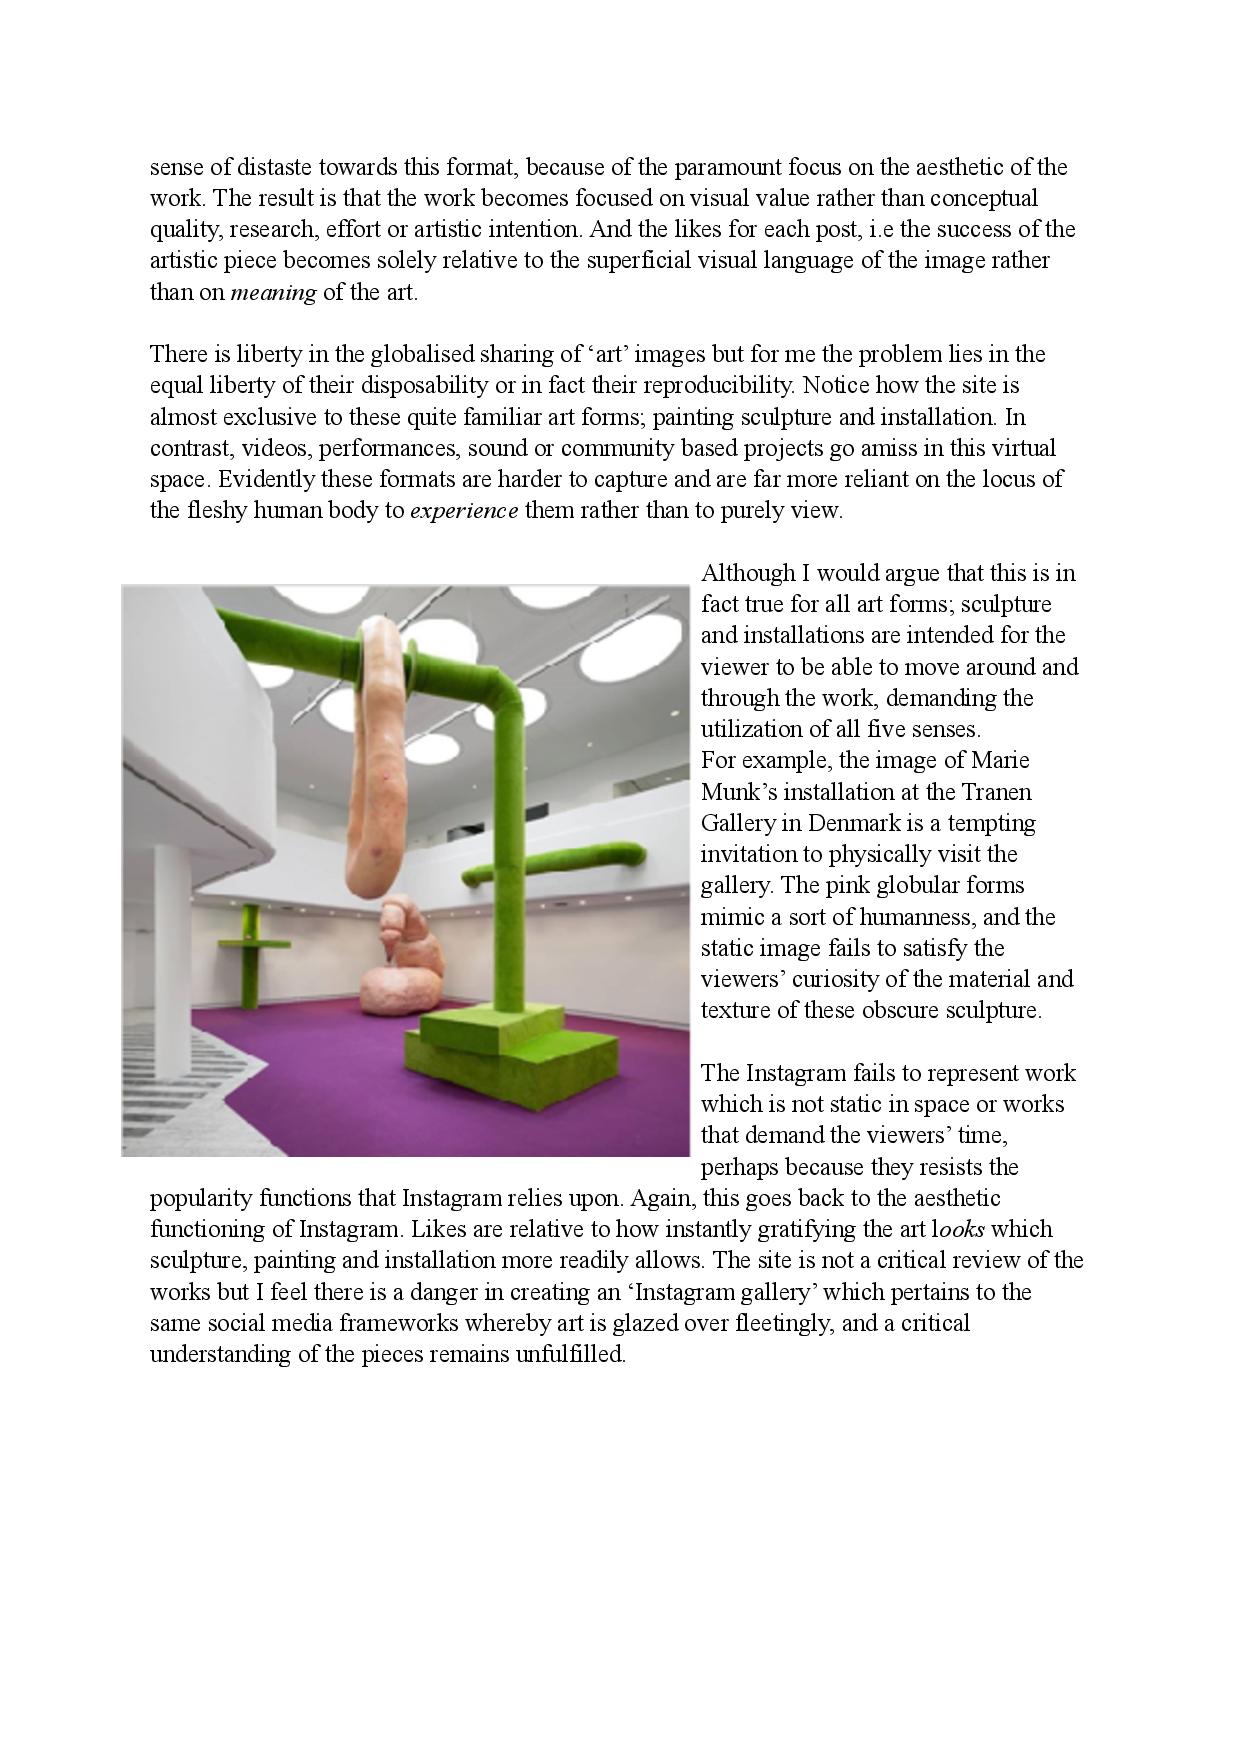 sense of distaste towards this format, because of the paramount focus on the aesthetic of the
work. The result is that the work becomes focused on visual value rather than conceptual
quality, research, effort or artistic intention. And the likes for each post, i.e the success of the
artistic piece becomes solely relative to the superficial visual language of the image rather
than on meaning of the art.
There is liberty in the globalised sharing of ‘art’ images but for me the problem lies in the
equal liberty of their disposability or in fact their reproducibility. Notice how the site is
almost exclusive to these quite familiar art forms; painting sculpture and installation. In
contrast, videos, performances, sound or community based projects go amiss in this virtual
space. Evidently these formats are harder to capture and are far more reliant on the locus of
the fleshy human body to experience them rather than to purely view.
Although I would argue that this is in
fact true for all art forms; sculpture
and installations are intended for the
viewer to be able to move around and
through the work, demanding the
utilization of all five senses.
For example, the image of Marie
Munk’s installation at the Tranen
Gallery in Denmark is a tempting
invitation to physically visit the
gallery. The pink globular forms
mimic a sort of humanness, and the
static image fails to satisfy the
viewers’ curiosity of the material and
texture of these obscure sculpture.
The Instagram fails to represent work
which is not static in space or works
that demand the viewers’ time,
perhaps because they resists the
popularity functions that Instagram relies upon. Again, this goes back to the aesthetic
functioning of Instagram. Likes are relative to how instantly gratifying the art looks which
sculpture, painting and installation more readily allows. The site is not a critical review of the
works but I feel there is a danger in creating an ‘Instagram gallery’ which pertains to the
same social media frameworks whereby art is glazed over fleetingly, and a critical
understanding of the pieces remains unfulfilled.